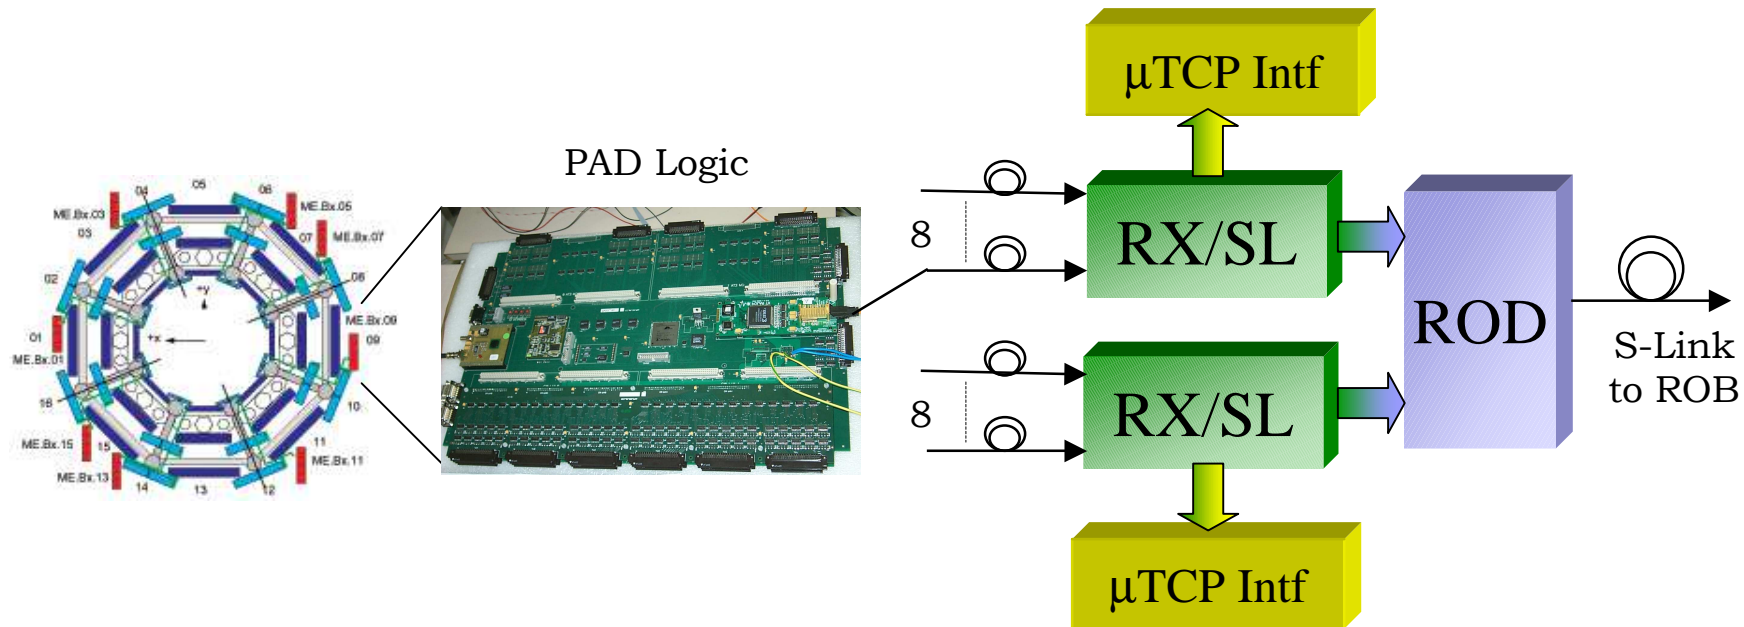 µTCP Intf
PAD Logic
04
05
06
ME.Bx.03
ME.Bx.05
03
07
ME.Bx.07
02
08
+y
ME.Bx.09
01
+x
09
ME.Bx.01
16
10
ME.Bx.15
15
11
ME.Bx.11
ME.Bx.13
14
13
12
8
RX/SL
ROD
S-Link
to ROB
8
RX/SL
µTCP Intf